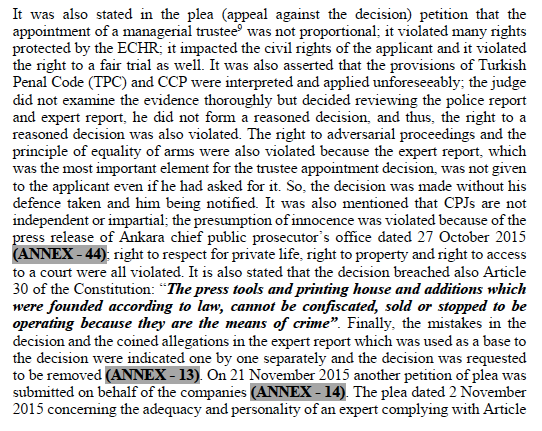 It was also stated in the plea (appeal against the decision) petition that the
appointment of a managerial trustee⁹ was not proportional; it violated many rights
protected by the ECHR; it impacted the civil rights of the applicant and it violated
the right to a fair trial as well. It was also asserted that the provisions of Turkish
Penal Code (TPC) and CCP were interpreted and applied unforeseeably; the judge
did not examine the evidence thoroughly but decided reviewing the police report
and expert report, he did not form a reasoned decision, and thus, the right to a
reasoned decision was also violated. The right to adversarial proceedings and the
principle of equality of arms were also violated because the expert report, which
was the most important element for the trustee appointment decision, was not given
to the applicant even if he had asked for it. So, the decision was made without his
defence taken and him being notified. It was also mentioned that CPJs are not
independent or impartial; the presumption of innocence was violated because of the
press release of Ankara chief public prosecutor's office dated 27 October 2015
(ANNEX - 44); right to respect for private life, right to property and right to access
to a court were all violated. It is also stated that the decision breached also Article
30 of the Constitution: “The press tools and printing house and additions which
were founded according to law, cannot be confiscated, sold or stopped to be
operating because they are the means of crime”. Finally, the mistakes in the
decision and the coined allegations in the expert report which was used as a base to
the decision were indicated one by one separately and the decision was requested
to be removed (ANNEX - 13). On 21 November 2015 another petition of plea was
submitted on behalf of the companies (ANNEX - 14). The plea dated 2 November
2015 concerning the adequacy and personality of an expert complying with Article